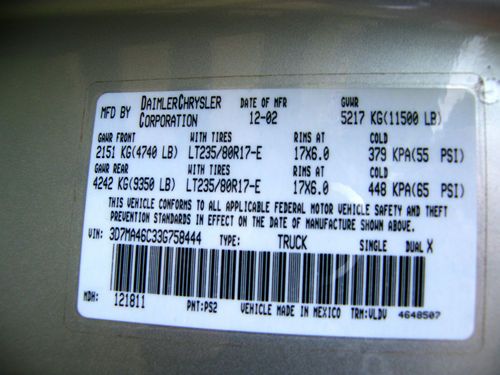 MFD BY DAIMLERCHRYSLER CORPORATION DATE OF MFR 12-02 GVWR 5217 KG(11500 LB)
GAWR FRONT WITH TIRES RIMS AT COLD
2151 KG(4740 LB) LT235/80R17-E 17X6.0 379 KPA(55 PSI)
GAWR REAR WITH TIRES RIMS AT COLD
4242 KG(9350 LB) LT235/80R17-E 17X6.0 448 KPA(65 PSI)
THIS VEHICLE CONFORMS TO ALL APPLICABLE FEDERAL MOTOR VEHICLE SAFETY AND THEFT
PREVENTION STANDARDS IN EFFECT ON THE DATE OF MANUFACTURE SHOWN ABOVE.
VIN: 3D7MA46C33G758444 TYPE: TRUCK SINGLE DUAL X
MDH: 121811 PNT:PS2 VEHICLE MADE IN MEXICO TRM:VLDV 4648507